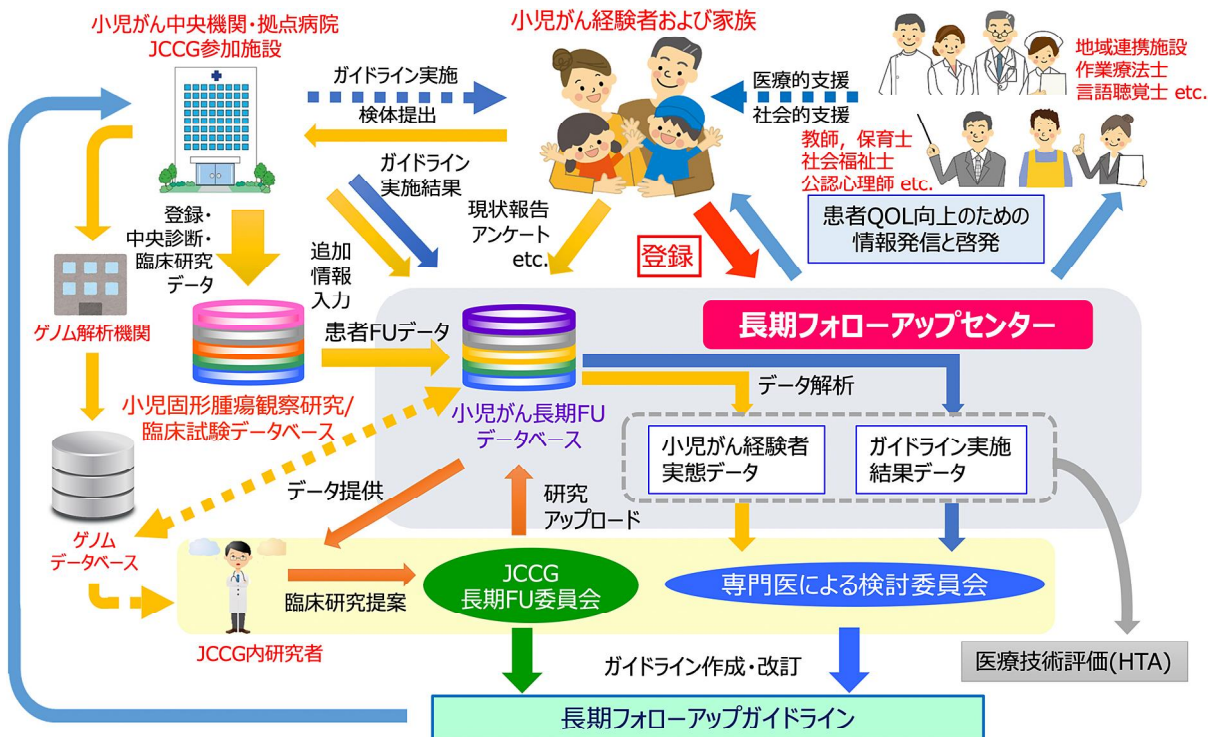 小児がん中央機関・拠点病院
JCCG参加施設
小児がん経験者および家族
ガイドライン実施
検体提出
医療的支援
社会的支援
地域連携施設
作業療法士
言語聴覚士 etc.
教師，保育士
社会福祉士
公認心理師 etc.
ガイドライン
実施結果
登録・
中央診断・
臨床研究
データ
追加
情報
入力
現状報告
アンケート
etc.
登録
患者QOL向上のための
情報発信と啓発
ゲノム解析機関
患者FUデータ
長期フォローアップセンター
データ解析
小児固形腫瘍観察研究/
臨床試験データベース
小児がん長期FU
データベース
小児がん経験者
実態データ
ガイドライン実施
結果データ
データ提供
研究
アップロード
ゲノム
データベース
臨床研究提案
JCCG
長期FU委員会
専門医による検討委員会
JCCG内研究者
ガイドライン作成・改訂
医療技術評価(HTA)
長期フォローアップガイドライン